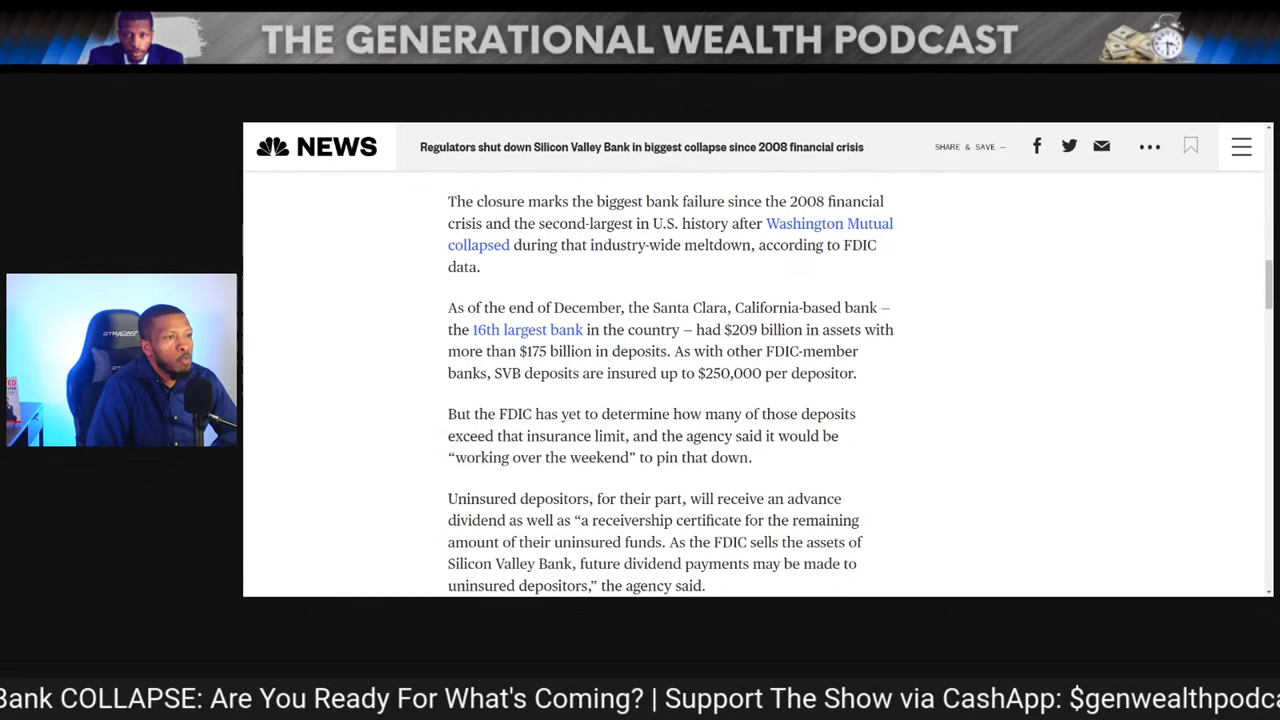 THE GENERATIONAL WEALTH PODCAST
NEWS
Regulators shut down Silicon Valley Bank in biggest collapse since 2008 financial crisis
SHARE & SAVE —
The closure marks the biggest bank failure since the 2008 financial
crisis and the second-largest in U.S. history after Washington Mutual
collapsed during that industry-wide meltdown, according to FDIC
data.
As of the end of December, the Santa Clara, California-based bank —
the 16th largest bank in the country — had $209 billion in assets with
more than $175 billion in deposits. As with other FDIC-member
banks, SVB deposits are insured up to $250,000 per depositor.
But the FDIC has yet to determine how many of those deposits
exceed that insurance limit, and the agency said it would be
“working over the weekend” to pin that down.
Uninsured depositors, for their part, will receive an advance
dividend as well as “a receivership certificate for the remaining
amount of their uninsured funds. As the FDIC sells the assets of
Silicon Valley Bank, future dividend payments may be made to
uninsured depositors,” the agency said.
GTRACING
Bank COLLAPSE: Are You Ready For What's Coming? | Support The Show via CashApp: $genwealthpodca